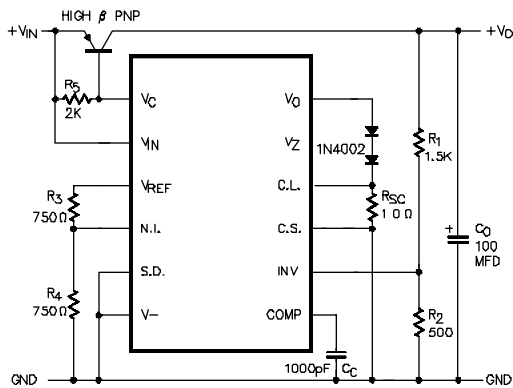 HIGH β PNP
+VIN
+VO
R5
2K
VC
VO
VIN
VZ
1N4002
R1
1.5K
VREF
C.L.
R3
750Ω
RSC
10Ω
N.I.
C.S.
+
CO
100
MFD
S.D.
INV
R4
750Ω
V-
COMP
R2
500
1000pF
CC
GND
GND